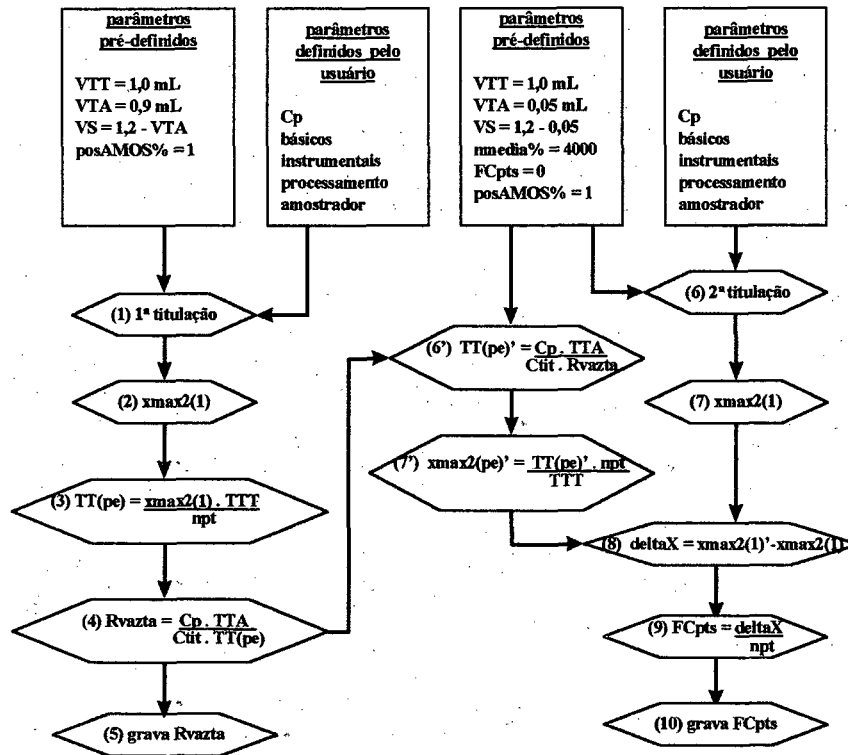 parâmetros
pré-definidos
VTT = 1,0 mL
VTA = 0,9 mL
VS = 1,2 - VTA
posAMOS% = 1
parâmetros
definidos pelo
usuário
Cp
básicos
instrumentais
processamento
amostrador
parâmetros
pré-definidos
VTT = 1,0 mL
VTA = 0,05 mL
VS = 1,2 - 0,05
nmedia% = 4000
FCpts = 0
posAMOS% = 1
parâmetros
definidos pelo
usuário
Cp
básicos
instrumentais
processamento
amostrador
(1) 1ª titulação
(2) xmax2(1)
(3) TT(pe) = xmax2(1) . TTT
npt
(4) Rvazta = Cp . TTA
Ctit . TT(pe)
(5) grava Rvazta
(6') TT(pe)' = Cp . TTA
Ctit . Rvazta
(7') xmax2(pe)' = TT(pe)' . npt
TTT
(6) 2ª titulação
(7) xmax2(1)
(8) deltaX = xmax2(1)'-xmax2(1)
(9) FCpts = deltaX
npt
(10) grava FCpts